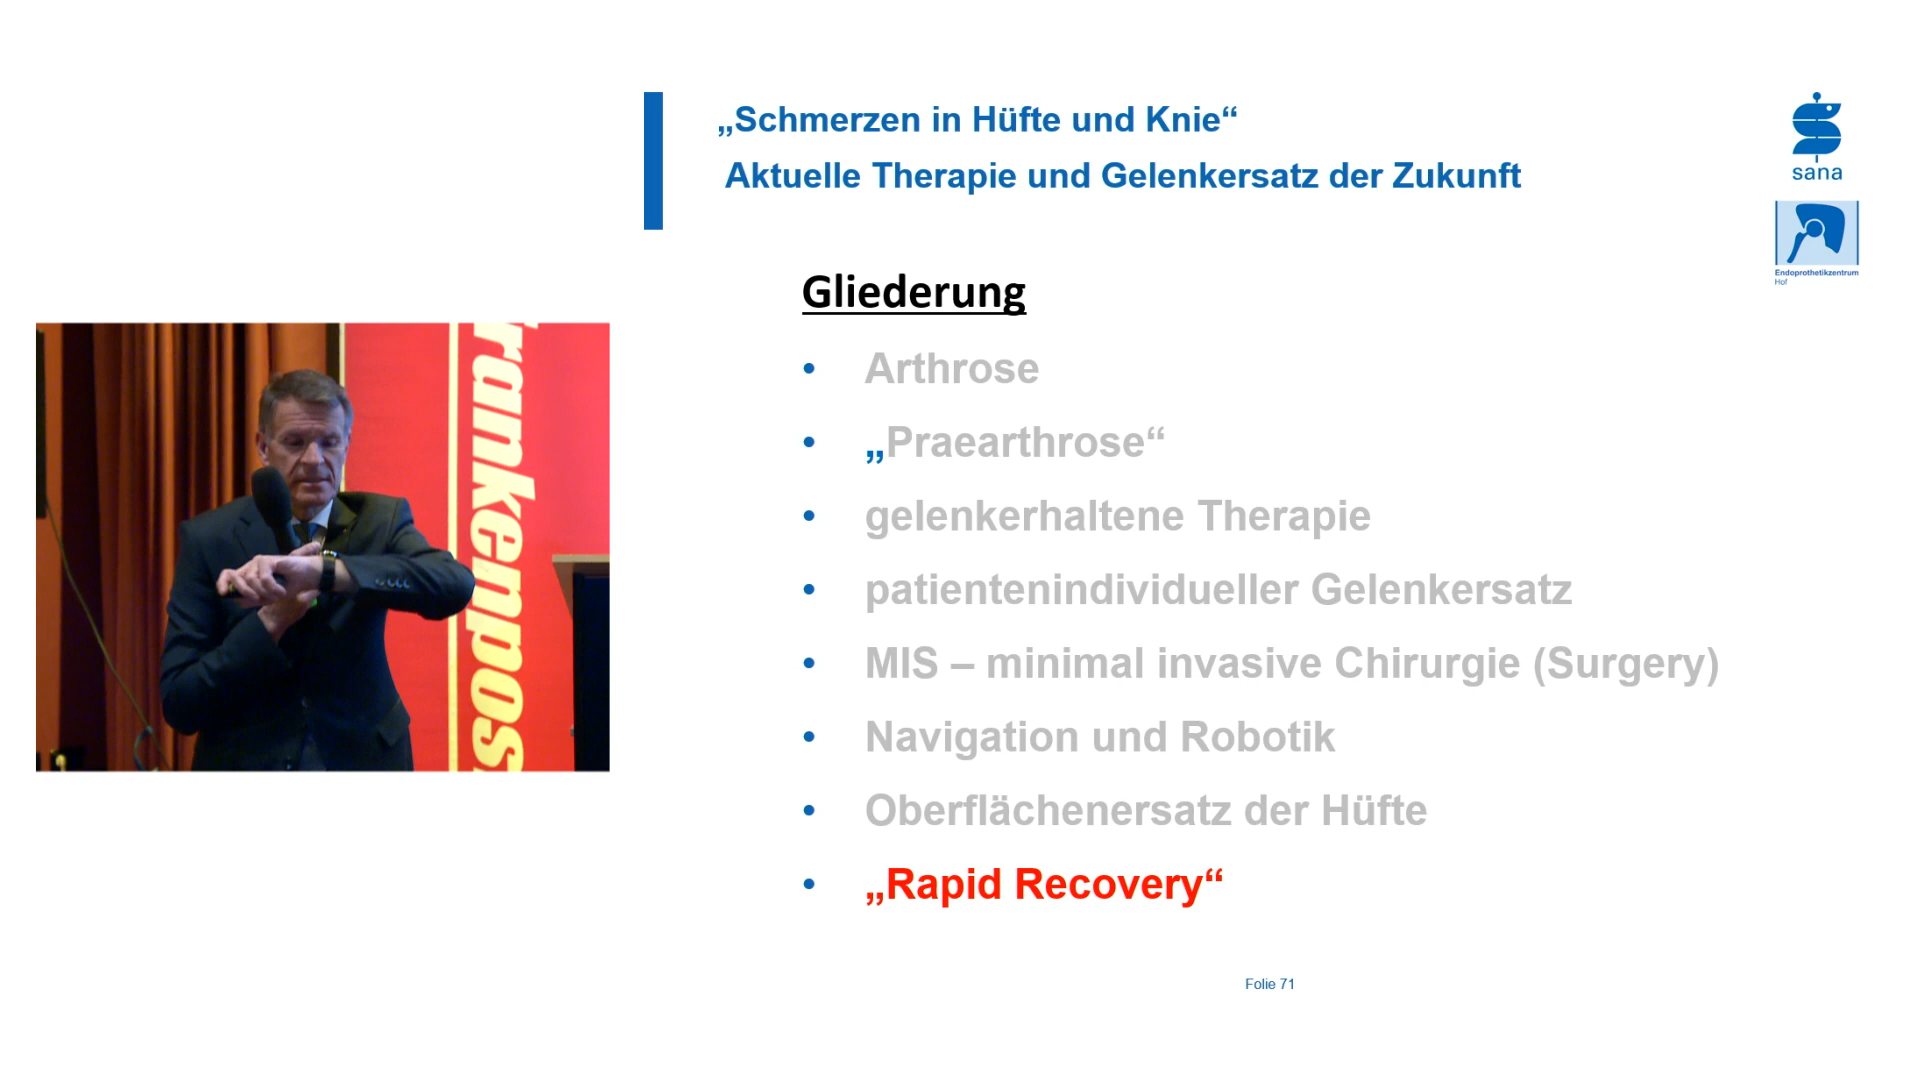 „Schmerzen in Hüfte und Knie“
Aktuelle Therapie und Gelenkersatz der Zukunft
sana
Endoprothetikzentrum
Hof
Gliederung
• Arthrose
• „Praearthrose“
• gelenkerhaltene Therapie
• patientenindividueller Gelenkersatz
• MIS – minimal invasive Chirurgie (Surgery)
• Navigation und Robotik
• Oberflächenersatz der Hüfte
• „Rapid Recovery“
rankenpos
Folie 71